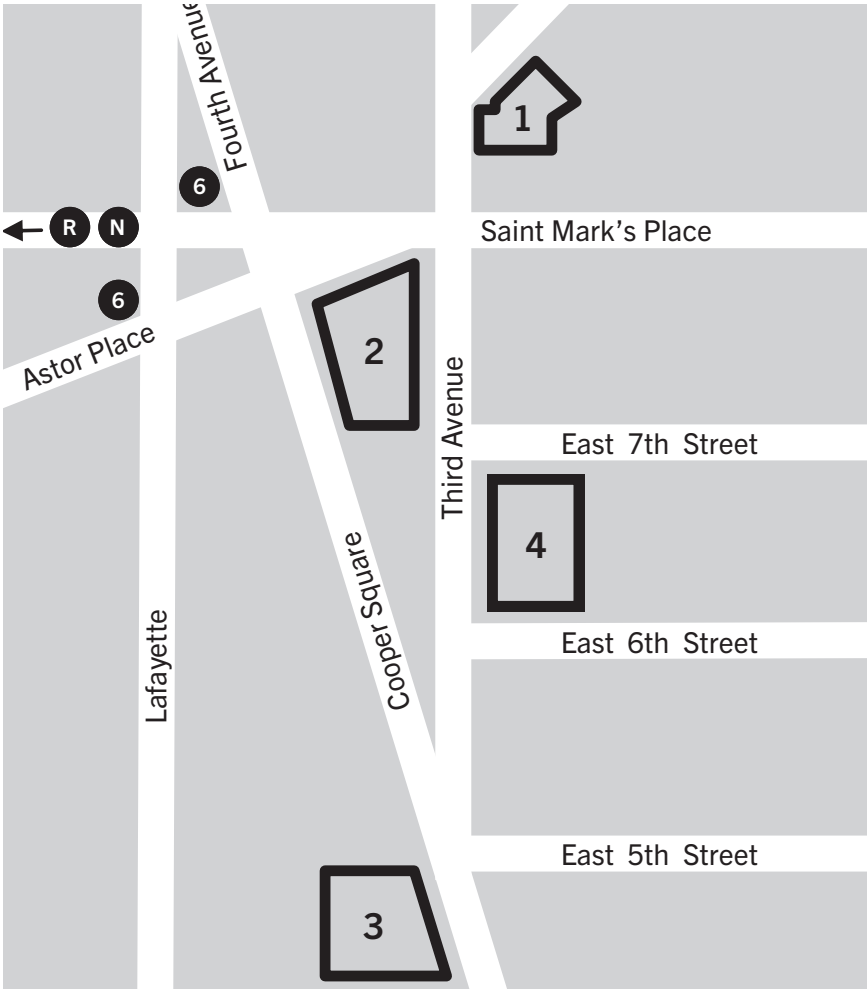 Fourth Avenue
1
6
R N
Saint Mark's Place
6
Astor Place
2
Third Avenue
East 7th Street
4
Cooper Square
Lafayette
East 6th Street
East 5th Street
3